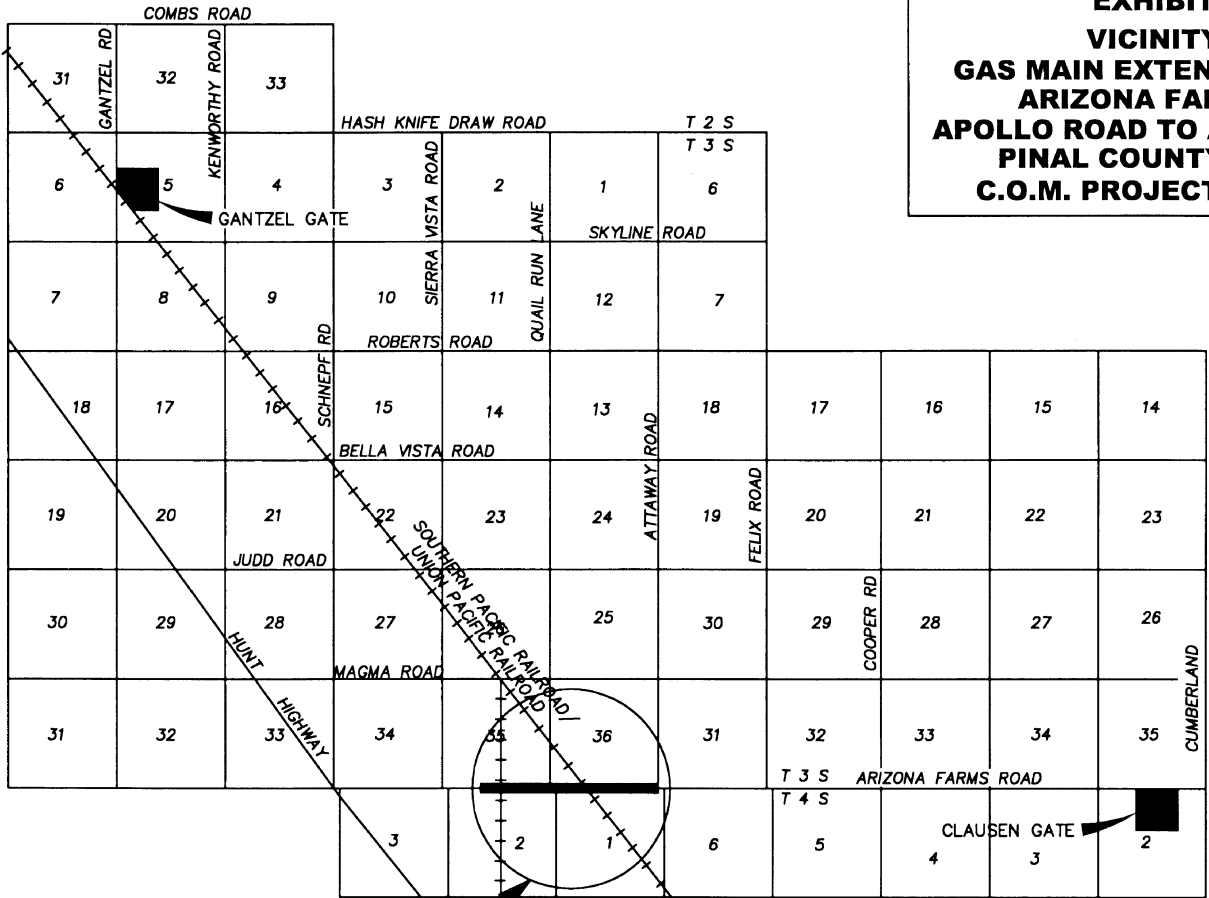 COMBS ROAD
EXHIBIT
VICINITY
GAS MAIN EXTEN
ARIZONA FA
APOLLO ROAD TO
PINAL COUNTY
C.O.M. PROJECT
31 32 33
GANTZEL RD
KENWORTHY ROAD
HASH KNIFE DRAW ROAD
T 2 S
T 3 S
6 5 4 3 2 1 6
SIERRA VISTA ROAD
QUAIL RUN LANE
GANTZEL GATE
SKYLINE ROAD
7 8 9 10 11 12 7
SCHNEPF RD
ROBERTS ROAD
18 17 16 15 14 13 18 17 16 15 14
BELLA VISTA ROAD
ATTAWAY ROAD
FELIX ROAD
19 20 21 22 23 24 19 20 21 22 23
JUDD ROAD
SOUTHERN PACIFIC RAILROAD/
UNION PACIFIC RAILROAD
30 29 28 27 25 30 29 28 27 26
COOPER RD
HUNT HIGHWAY
MAGMA ROAD
CUMBERLAND
31 32 33 34 35 36 31 32 33 34 35
T 3 S
ARIZONA FARMS ROAD
T 4 S
CLAUSEN GATE
3 2 1 6 5 4 3 2